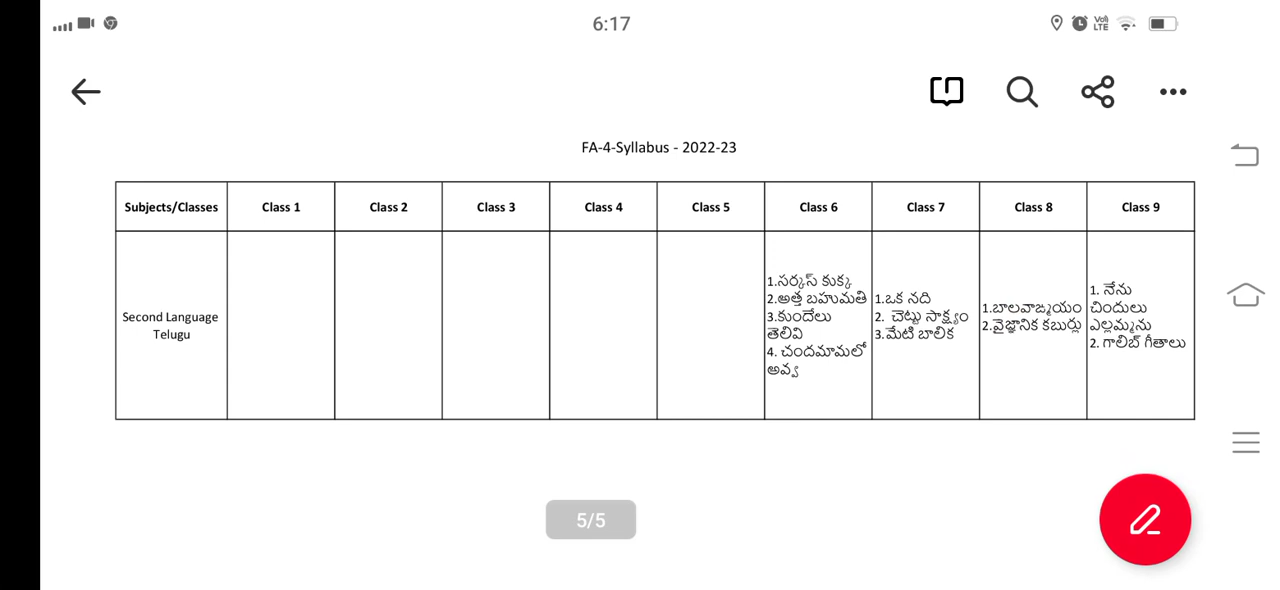 6:17
Vo) LTE
FA-4-Syllabus - 2022-23
Subjects/Classes Class 1 Class 2 Class 3 Class 4 Class 5 Class 6 Class 7 Class 8 Class 9
Second Language
Telugu
1.సర్కస్ కుక్క
2.అత్త బహుమతి
3.కుందేలు
తెలివి
4. చందమామలో
అవ్వ
1.ఒక నది
2. చెట్టు సాక్ష్యం
3.మేటి బాలిక
1.బాలవాఙ్మయం
2.వైజ్ఞానిక కబుర్లు
1. నేను
చిందులు
ఎల్లమ్మను
2. గాలిబ్ గీతాలు
5/5